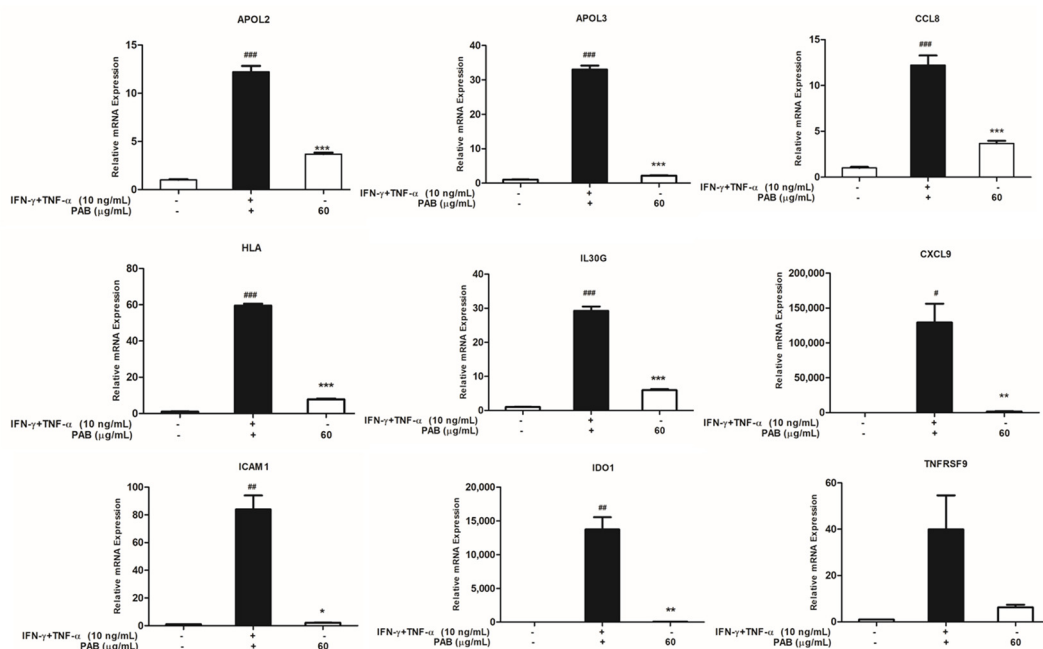 APOL2
Relative mRNA Expression
15
10
5
0
###
***
IFN-γ+TNF-α (10 ng/mL) - + -
PAB (μg/mL) - + 60
APOL3
Relative mRNA Expression
40
30
20
10
0
###
***
IFN-γ+TNF-α (10 ng/mL) - + -
PAB (μg/mL) - + 60
CCL8
Relative mRNA Expression
15
10
5
0
###
***
IFN-γ+TNF-α (10 ng/mL) - + -
PAB (μg/mL) - + 60
HLA
Relative mRNA Expression
80
60
40
20
0
###
***
IFN-γ+TNF-α (10 ng/mL) - + -
PAB (μg/mL) - + 60
IL30G
Relative mRNA Expression
40
30
20
10
0
###
***
IFN-γ+TNF-α (10 ng/mL) - + -
PAB (μg/mL) - + 60
CXCL9
Relative mRNA Expression
200,000
150,000
100,000
50,000
0
#
**
IFN-γ+TNF-α (10 ng/mL) - + -
PAB (μg/mL) - + 60
ICAM1
Relative mRNA Expression
100
80
60
40
20
0
##
*
IFN-γ+TNF-α (10 ng/mL) - + -
PAB (μg/mL) - + 60
IDO1
Relative mRNA Expression
20,000
15,000
10,000
5,000
0
##
**
IFN-γ+TNF-α (10 ng/mL) - + -
PAB (μg/mL) - + 60
TNFRSF9
Relative mRNA Expression
60
40
20
0
IFN-γ+TNF-α (10 ng/mL) - + -
PAB (μg/mL) - + 60